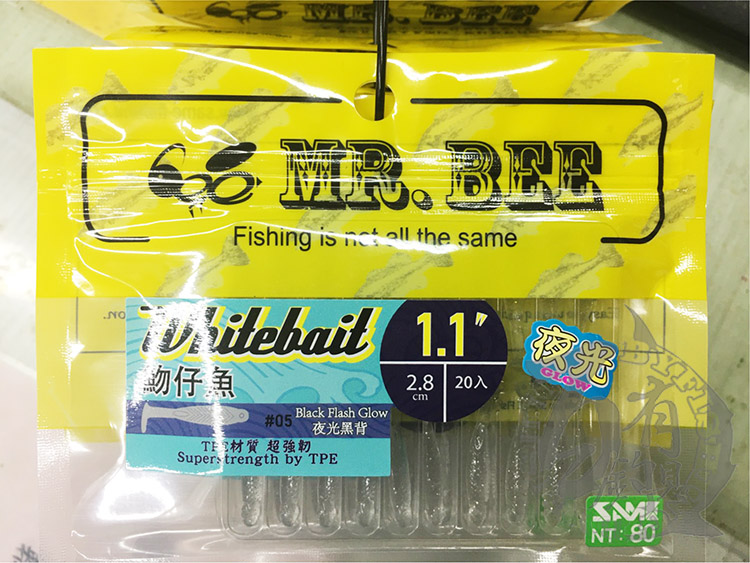 MR. BEE
Fishing is not all the same
Whitebait
魩仔魚
1.1"
2.8 cm
20入
夜光
GLOW
#05
Black Flash Glow
夜光黑背
TPE材質 超強韌
Superstrength by TPE
NT: 80